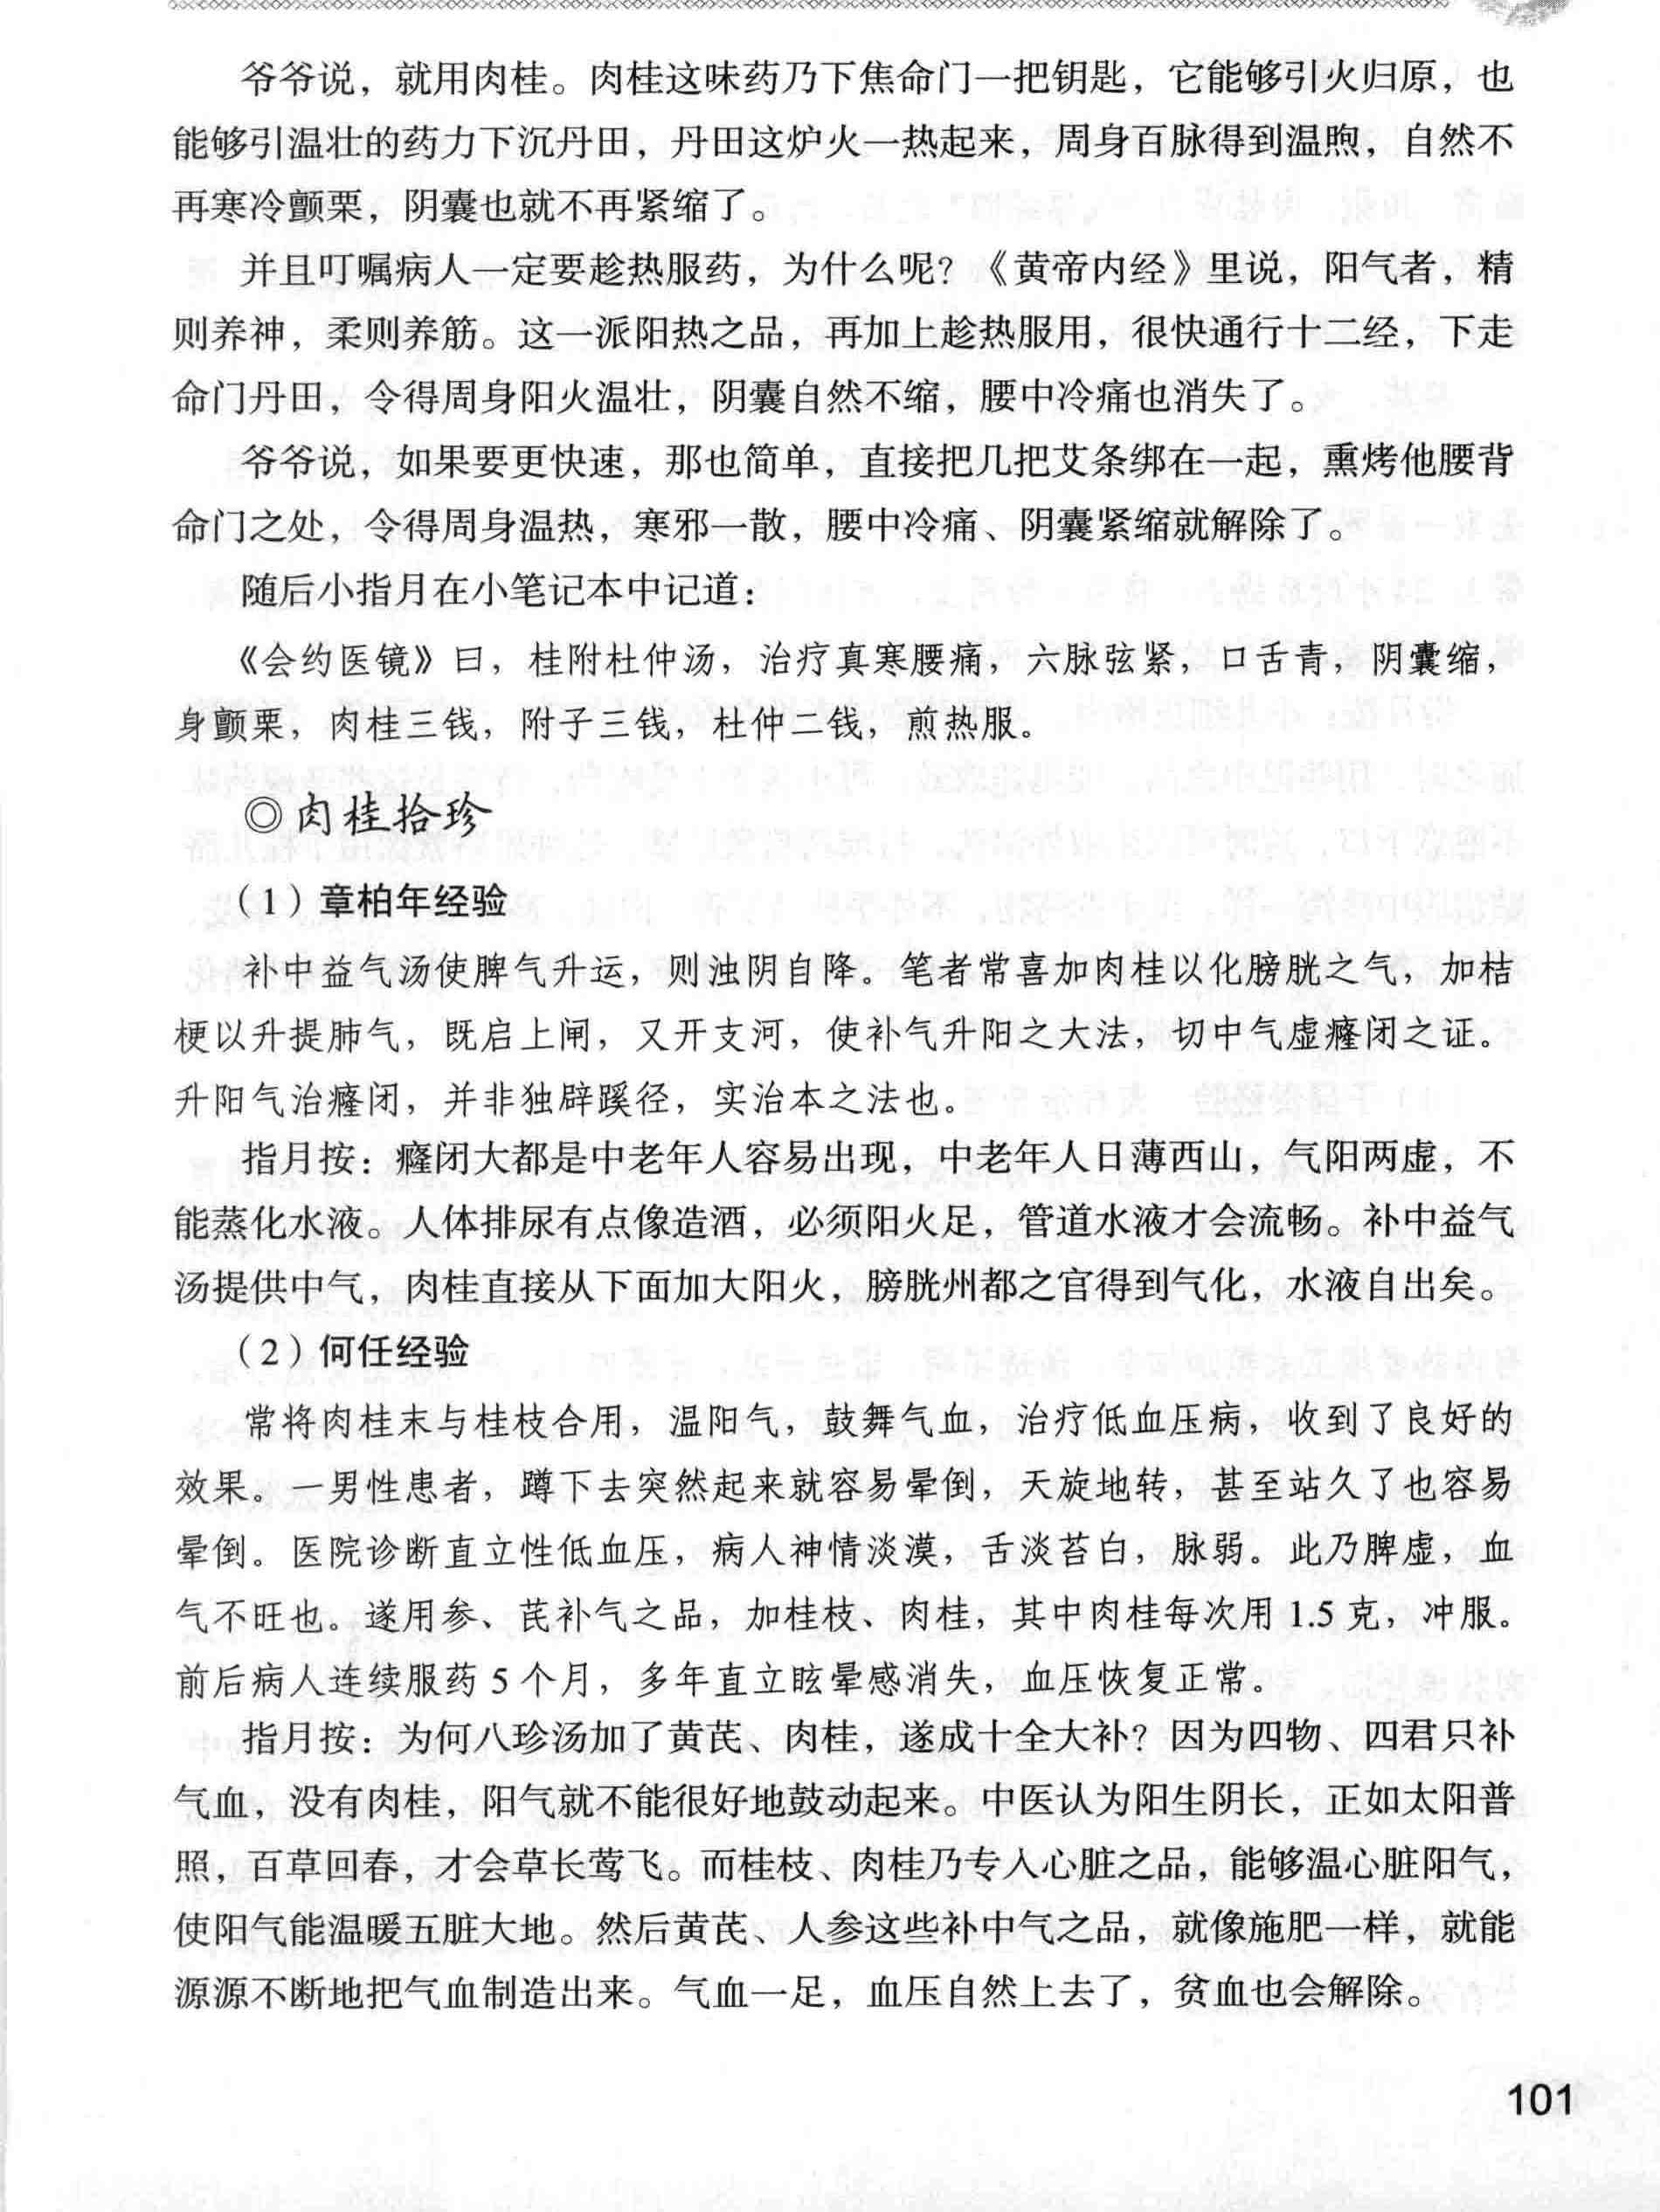 爷爷说，就用肉桂。肉桂这味药乃下焦命门一把钥匙，它能够引火归原，也
能够引温壮的药力下沉丹田，丹田这炉火一热起来，周身百脉得到温煦，自然不
再寒冷颤栗，阴囊也就不再紧缩了。
并且叮嘱病人一定要趁热服药，为什么呢？《黄帝内经》里说，阳气者，精
则养神，柔则养筋。这一派阳热之品，再加上趁热服用，很快通行十二经，下走
命门丹田，令得周身阳火温壮，阴囊自然不缩，腰中冷痛也消失了。
爷爷说，如果要更快速，那也简单，直接把几把艾条绑在一起，熏烤他腰背
命门之处，令得周身温热，寒邪一散，腰中冷痛、阴囊紧缩就解除了。
随后小指月在小笔记本中记道：
《会约医镜》曰，桂附杜仲汤，治疗真寒腰痛，六脉弦紧，口舌青，阴囊缩，
身颤栗，肉桂三钱，附子三钱，杜仲二钱，煎热服。
◎肉桂拾珍
（1）章柏年经验
补中益气汤使脾气升运，则浊阴自降。笔者常喜加肉桂以化膀胱之气，加桔
梗以升提肺气，既启上闸，又开支河，使补气升阳之大法，切中气虚癃闭之证。
升阳气治癃闭，并非独辟蹊径，实治本之法也。
指月按：癃闭大都是中老年人容易出现，中老年人日薄西山，气阳两虚，不
能蒸化水液。人体排尿有点像造酒，必须阳火足，管道水液才会流畅。补中益气
汤提供中气，肉桂直接从下面加大阳火，膀胱州都之官得到气化，水液自出矣。
（2）何任经验
常将肉桂末与桂枝合用，温阳气，鼓舞气血，治疗低血压病，收到了良好的
效果。一男性患者，蹲下去突然起来就容易晕倒，天旋地转，甚至站久了也容易
晕倒。医院诊断直立性低血压，病人神情淡漠，舌淡苔白，脉弱。此乃脾虚，血
气不旺也。遂用参、芪补气之品，加桂枝、肉桂，其中肉桂每次用 1.5 克，冲服。
前后病人连续服药 5 个月，多年直立眩晕感消失，血压恢复正常。
指月按：为何八珍汤加了黄芪、肉桂，遂成十全大补？因为四物、四君只补
气血，没有肉桂，阳气就不能很好地鼓动起来。中医认为阳生阴长，正如太阳普
照，百草回春，才会草长莺飞。而桂枝、肉桂乃专入心脏之品，能够温心脏阳气，
使阳气能温暖五脏大地。然后黄芪、人参这些补中气之品，就像施肥一样，就能
源源不断地把气血制造出来。气血一足，血压自然上去了，贫血也会解除。
101